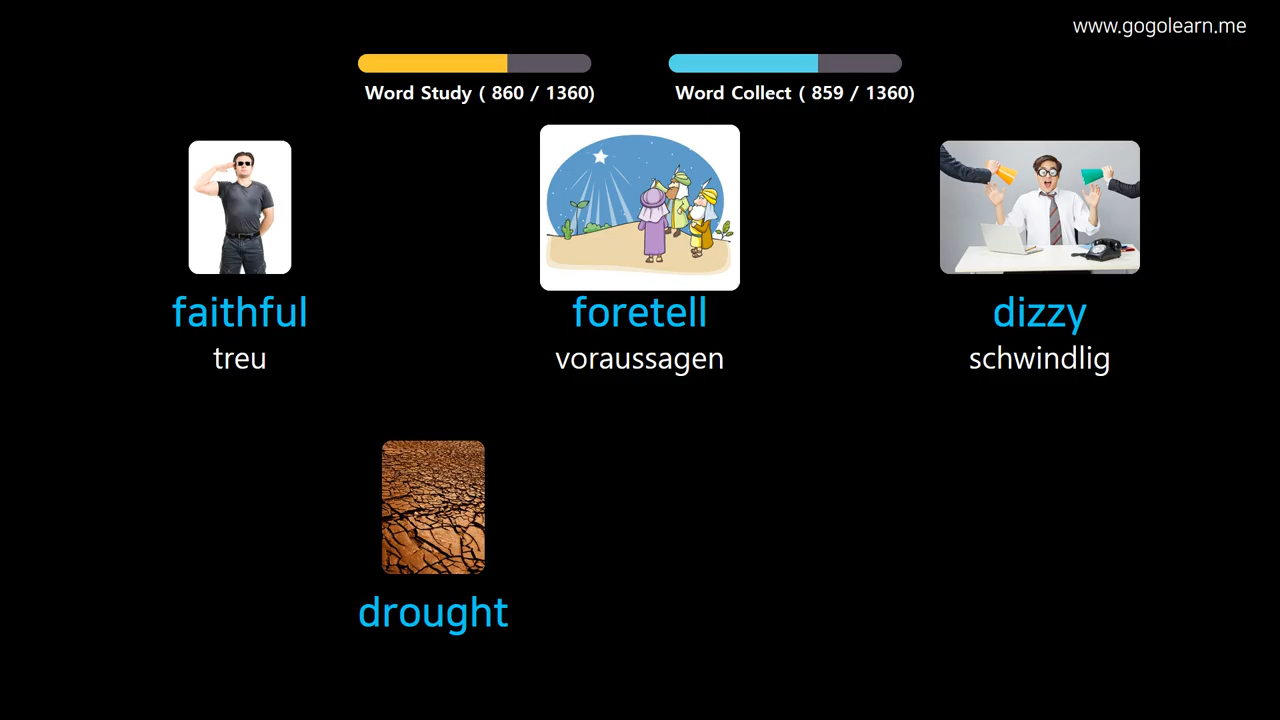 www.gogolearn.me
Word Study ( 860 / 1360)
Word Collect ( 859 / 1360)
faithful
treu
foretell
voraussagen
dizzy
schwindlig
drought